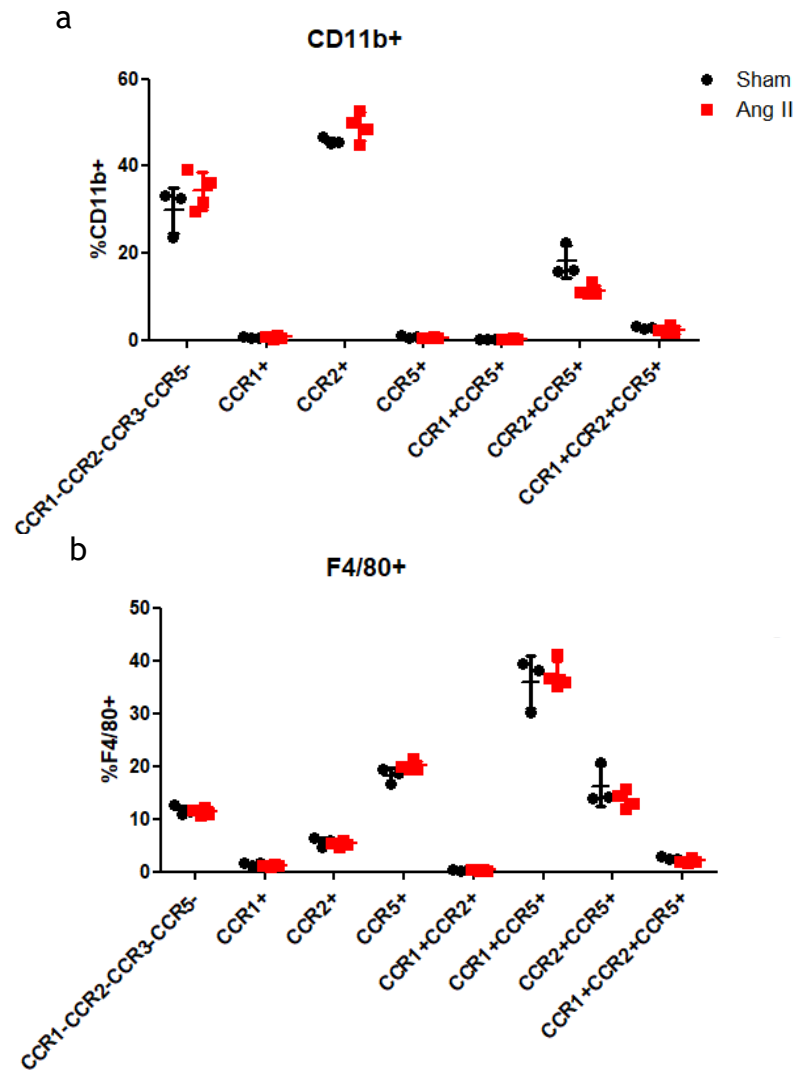 a
CD11b+
60
40
20
0
%CD11b+
Sham
Ang II
CCR1-CCR2-CCR3-CCR5-
CCR1+
CCR2+
CCR5+
CCR1+CCR5+
CCR2+CCR5+
CCR1+CCR2+CCR5+
b
F4/80+
50
40
30
20
10
0
%F4/80+
CCR1-CCR2-CCR3-CCR5-
CCR1+
CCR2+
CCR5+
CCR1+CCR2+
CCR1+CCR5+
CCR2+CCR5+
CCR1+CCR2+CCR5+